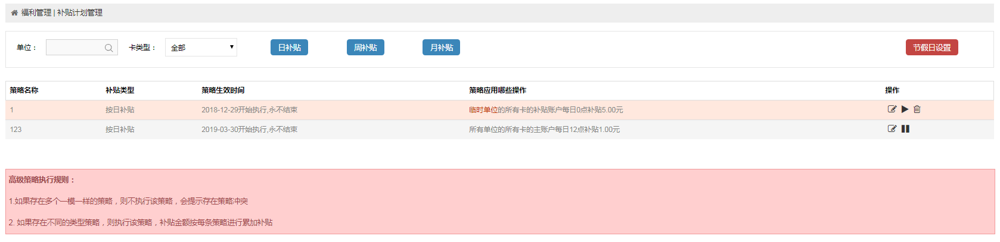 福利管理 | 补贴计划管理
单位： 卡类型： 全部 日补贴 周补贴 月补贴 节假日设置
策略名称 补贴类型 策略生效时间 策略应用哪些操作 操作
1 按日补贴 2018-12-29开始执行,永不结束 临时单位的所有卡的补贴账户每日0点补贴5.00元
123 按日补贴 2019-03-30开始执行,永不结束 所有单位的所有卡的主账户每日12点补贴1.00元
高级策略执行规则：
1.如果存在多个一模一样的策略，则不执行该策略，会提示存在策略冲突
2. 如果存在不同的类型策略，则执行该策略，补贴金额按每条策略进行累加补贴